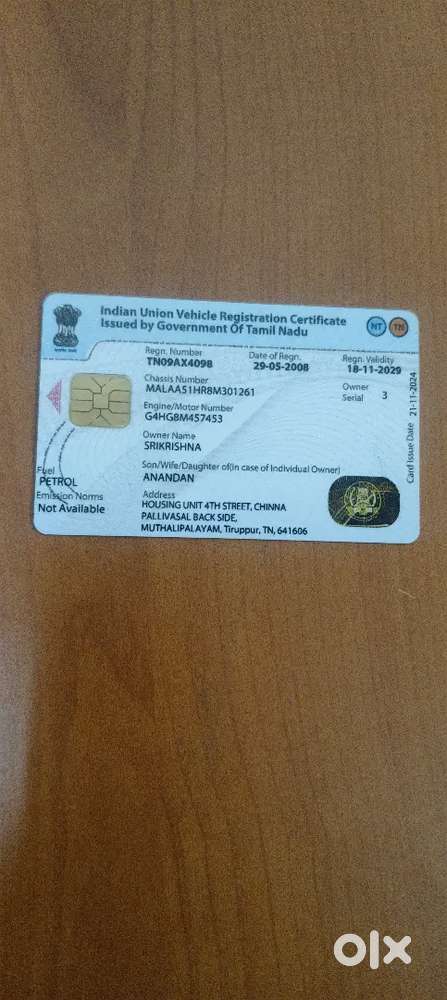 Indian Union Vehicle Registration Certificate
Issued by Government Of Tamil Nadu
NT TN
Regn. Number Date of Regn. Regn. Validity
TN09AX4098 29-05-2008 18-11-2029
Chassis Number
MALAA51HR8M301261
Owner
Serial 3
Engine/Motor Number
G4HG8M457453
Owner Name
SRIKRISHNA
Son/Wife/Daughter of(In case of Individual Owner)
ANANDAN
Fuel
PETROL
Emission Norms
Not Available
Address
HOUSING UNIT 4TH STREET, CHINNA
PALLIVASAL BACK SIDE,
MUTHALIPALAYAM, Tiruppur, TN, 641606
Card Issue Date 21-11-2024
olx